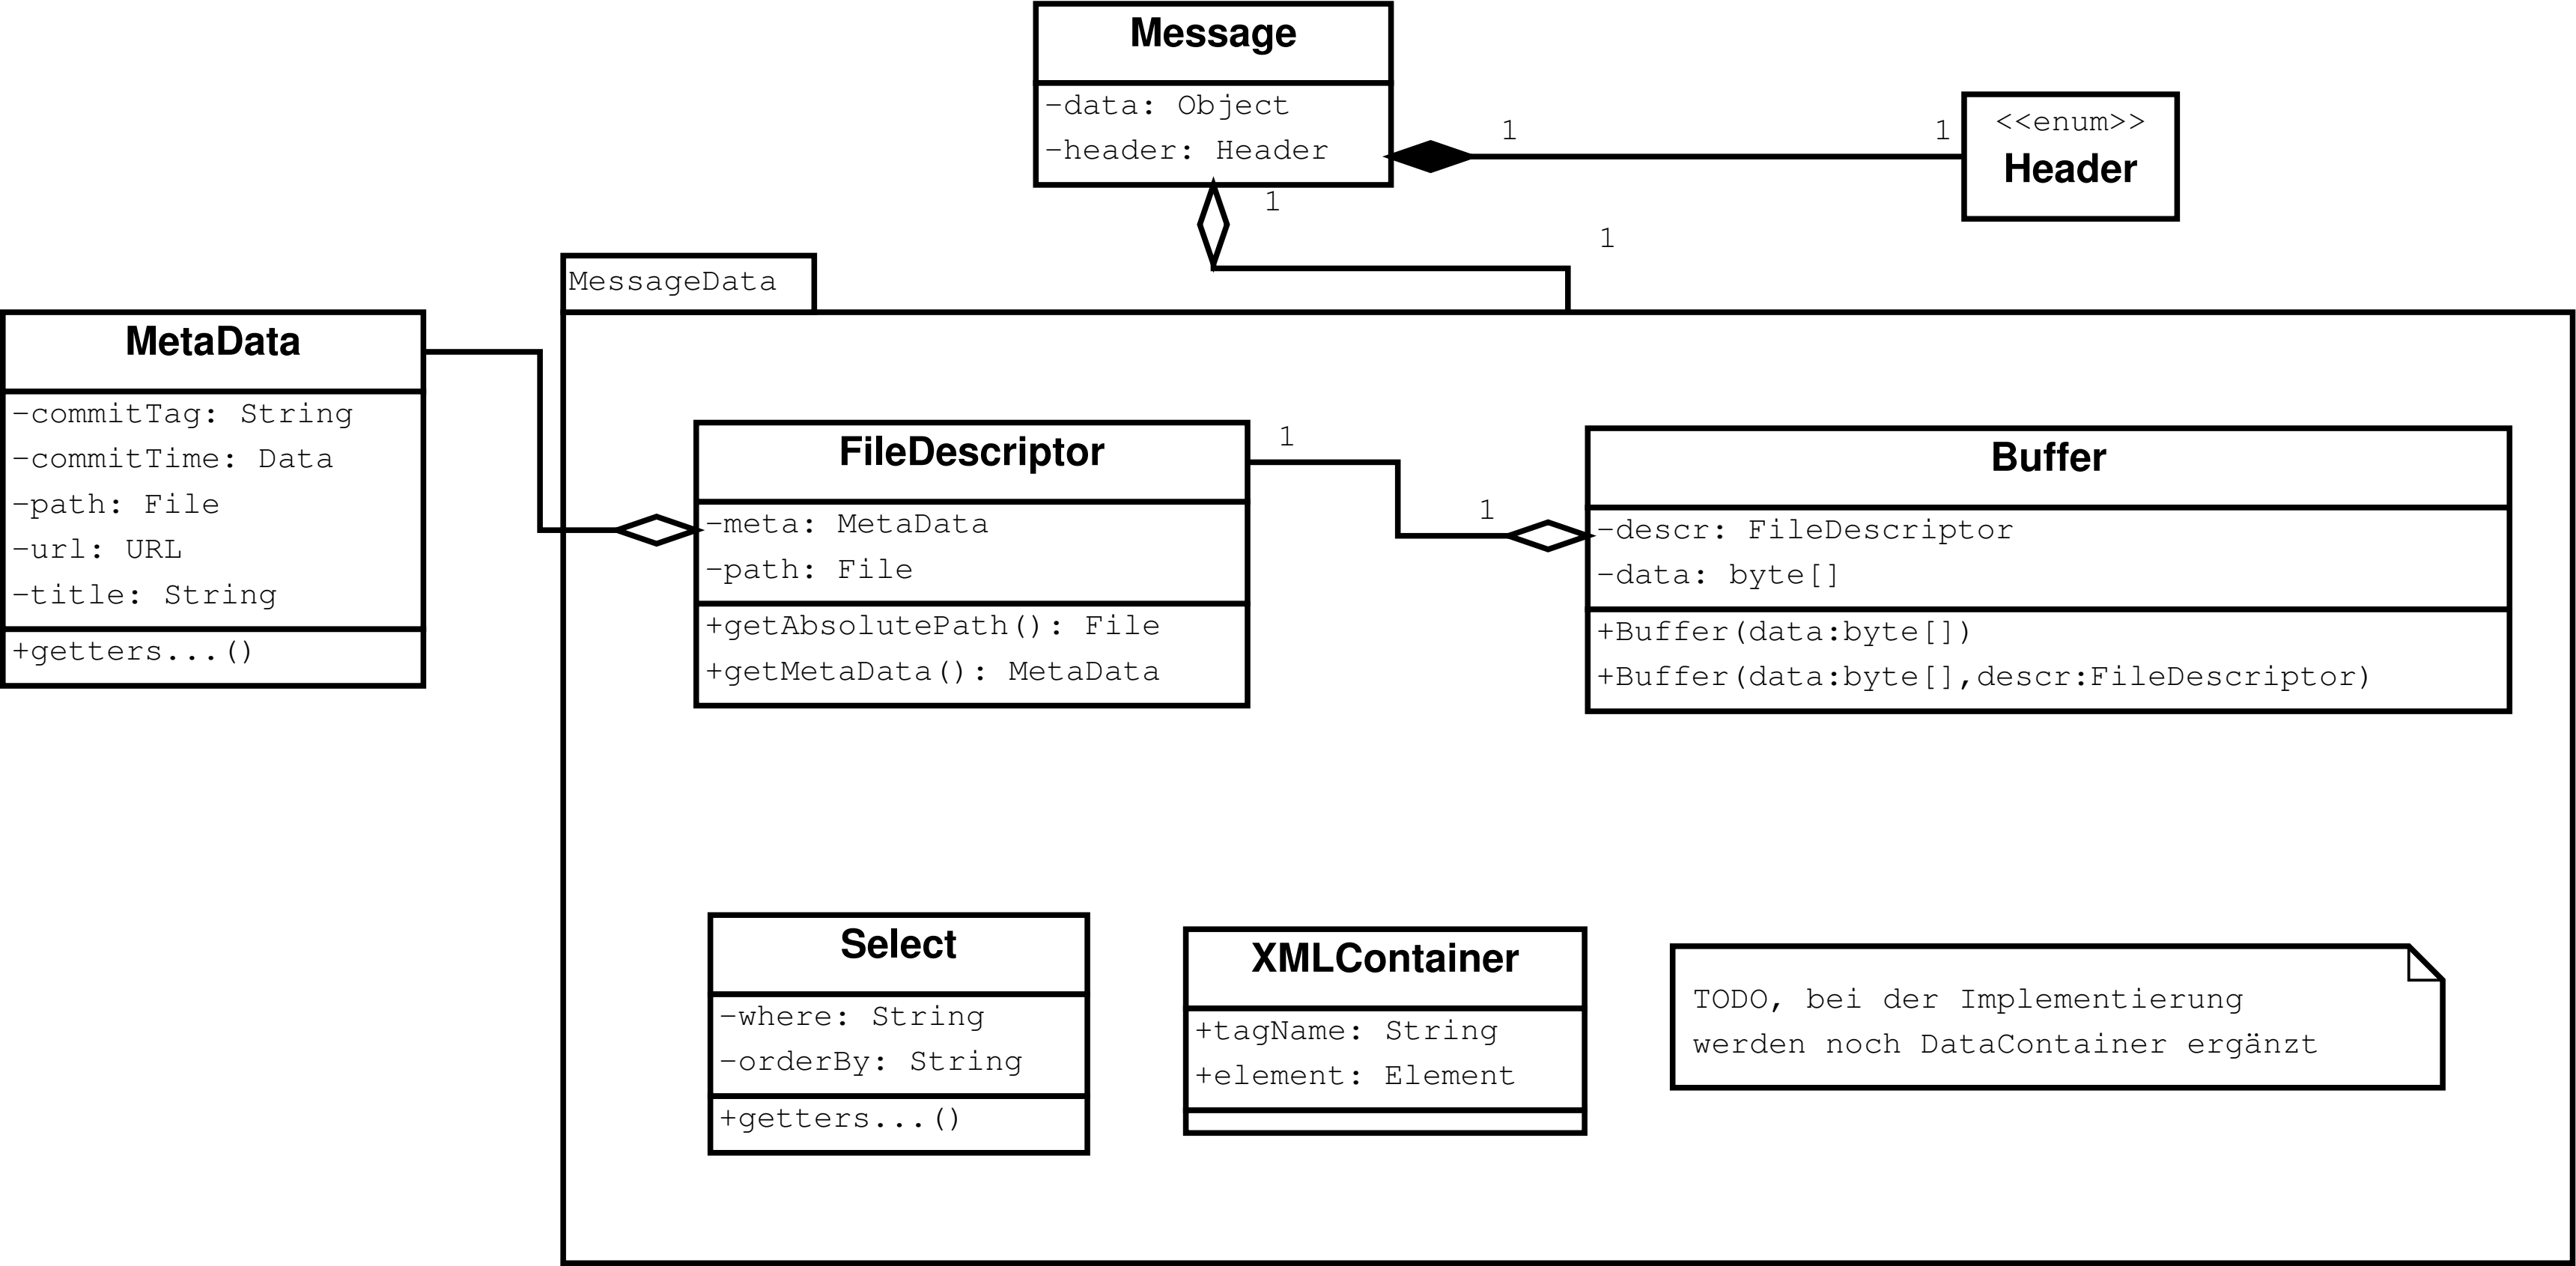 Message
-data: Object
-header: Header
1
1
<<enum>>
Header
1
1
MessageData
MetaData
-commitTag: String
-commitTime: Data
-path: File
-url: URL
-title: String
+getters...()
FileDescriptor
-meta: MetaData
-path: File
+getAbsolutePath(): File
+getMetaData(): MetaData
1
1
Buffer
-descr: FileDescriptor
-data: byte[]
+Buffer(data:byte[])
+Buffer(data:byte[],descr:FileDescriptor)
Select
-where: String
-orderBy: String
+getters...()
XMLContainer
+tagName: String
+element: Element
TODO, bei der Implementierung
werden noch DataContainer ergänzt